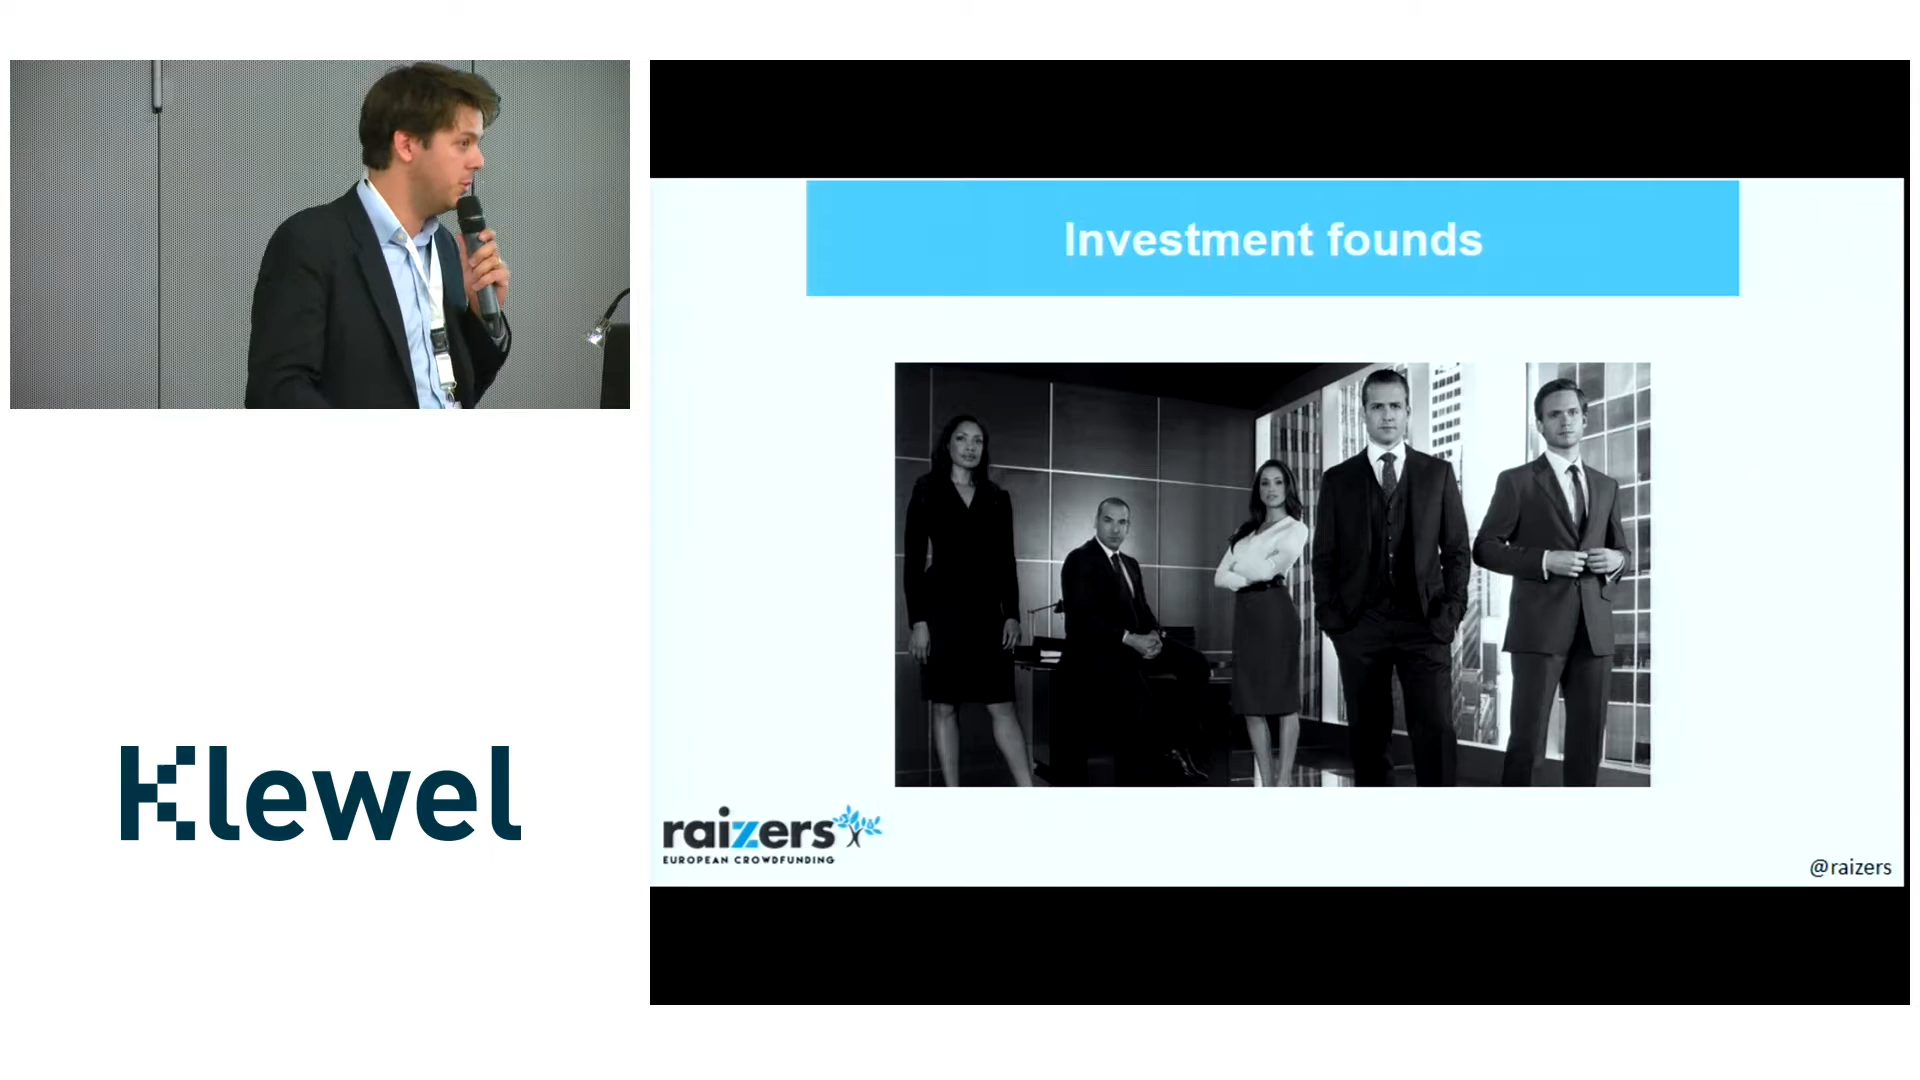 Investment founds
Klewel
raizers
EUROPEAN CROWDFUNDING
@raizers